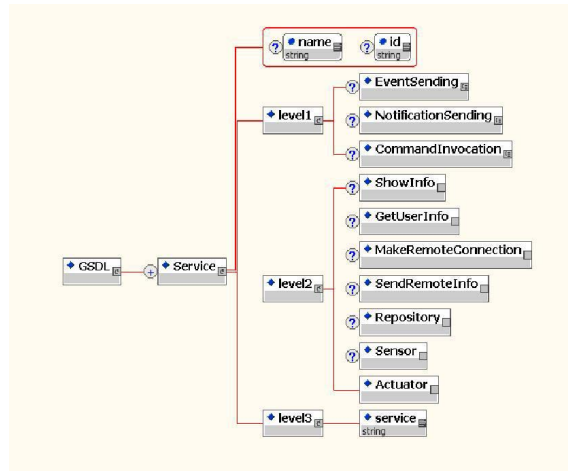 name
string
id
string
EventSending
level1
NotificationSending
CommandInvocation
ShowInfo
GetUserInfo
MakeRemoteConnection
GSDL
Service
level2
SendRemoteInfo
Repository
Sensor
Actuator
level3
service
string